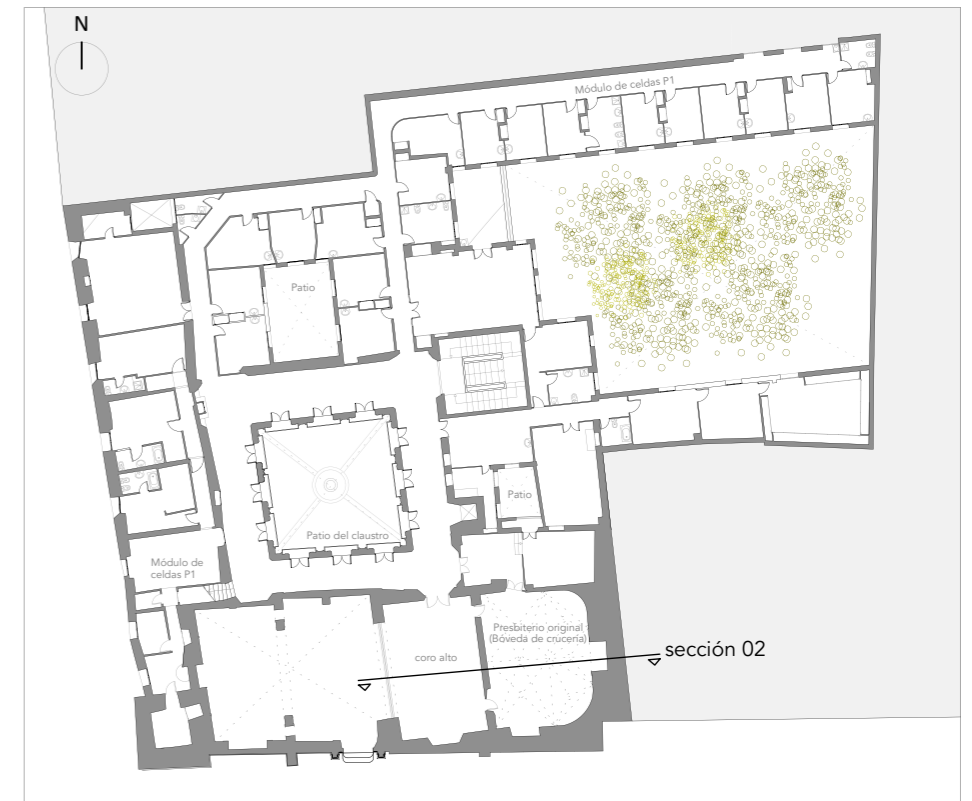 N
Módulo de celdas P1
Patio
Patio
Patio del claustro
Módulo de
celdas P1
Presbiterio original
(Bóveda de crucería)
coro alto
sección 02